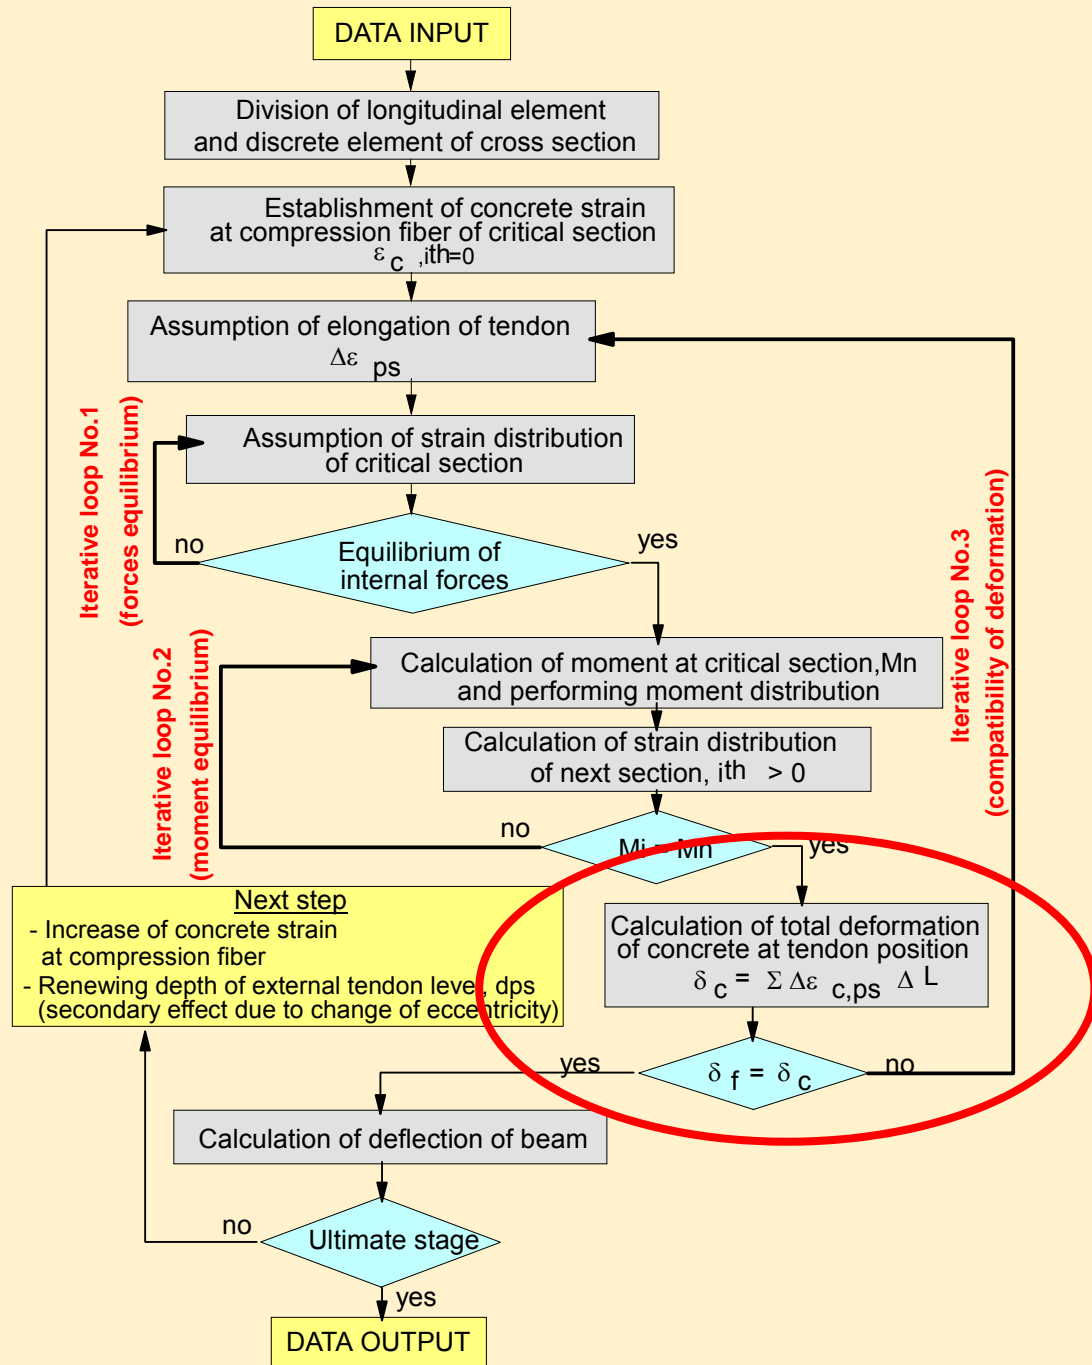 DATA INPUT
Division of longitudinal element
and discrete element of cross section
Establishment of concrete strain
at compression fiber of critical section
ε c ,ith=0
Assumption of elongation of tendon
Δε ps
Assumption of strain distribution
of critical section
Iterative loop No.1
(forces equilibrium)
no
Equilibrium of
internal forces
yes
Calculation of moment at critical section,Mn
and performing moment distribution
Iterative loop No.2
(moment equilibrium)
Iterative loop No.3
(compatibility of deformation)
Calculation of strain distribution
of next section, ith > 0
no
Mi = Mn
yes
Next step
- Increase of concrete strain
at compression fiber
- Renewing depth of external tendon level, dps
(secondary effect due to change of eccentricity)
Calculation of total deformation
of concrete at tendon position
δ c = Σ Δε c,ps Δ L
yes
δ f = δ c
no
Calculation of deflection of beam
no
Ultimate stage
yes
DATA OUTPUT